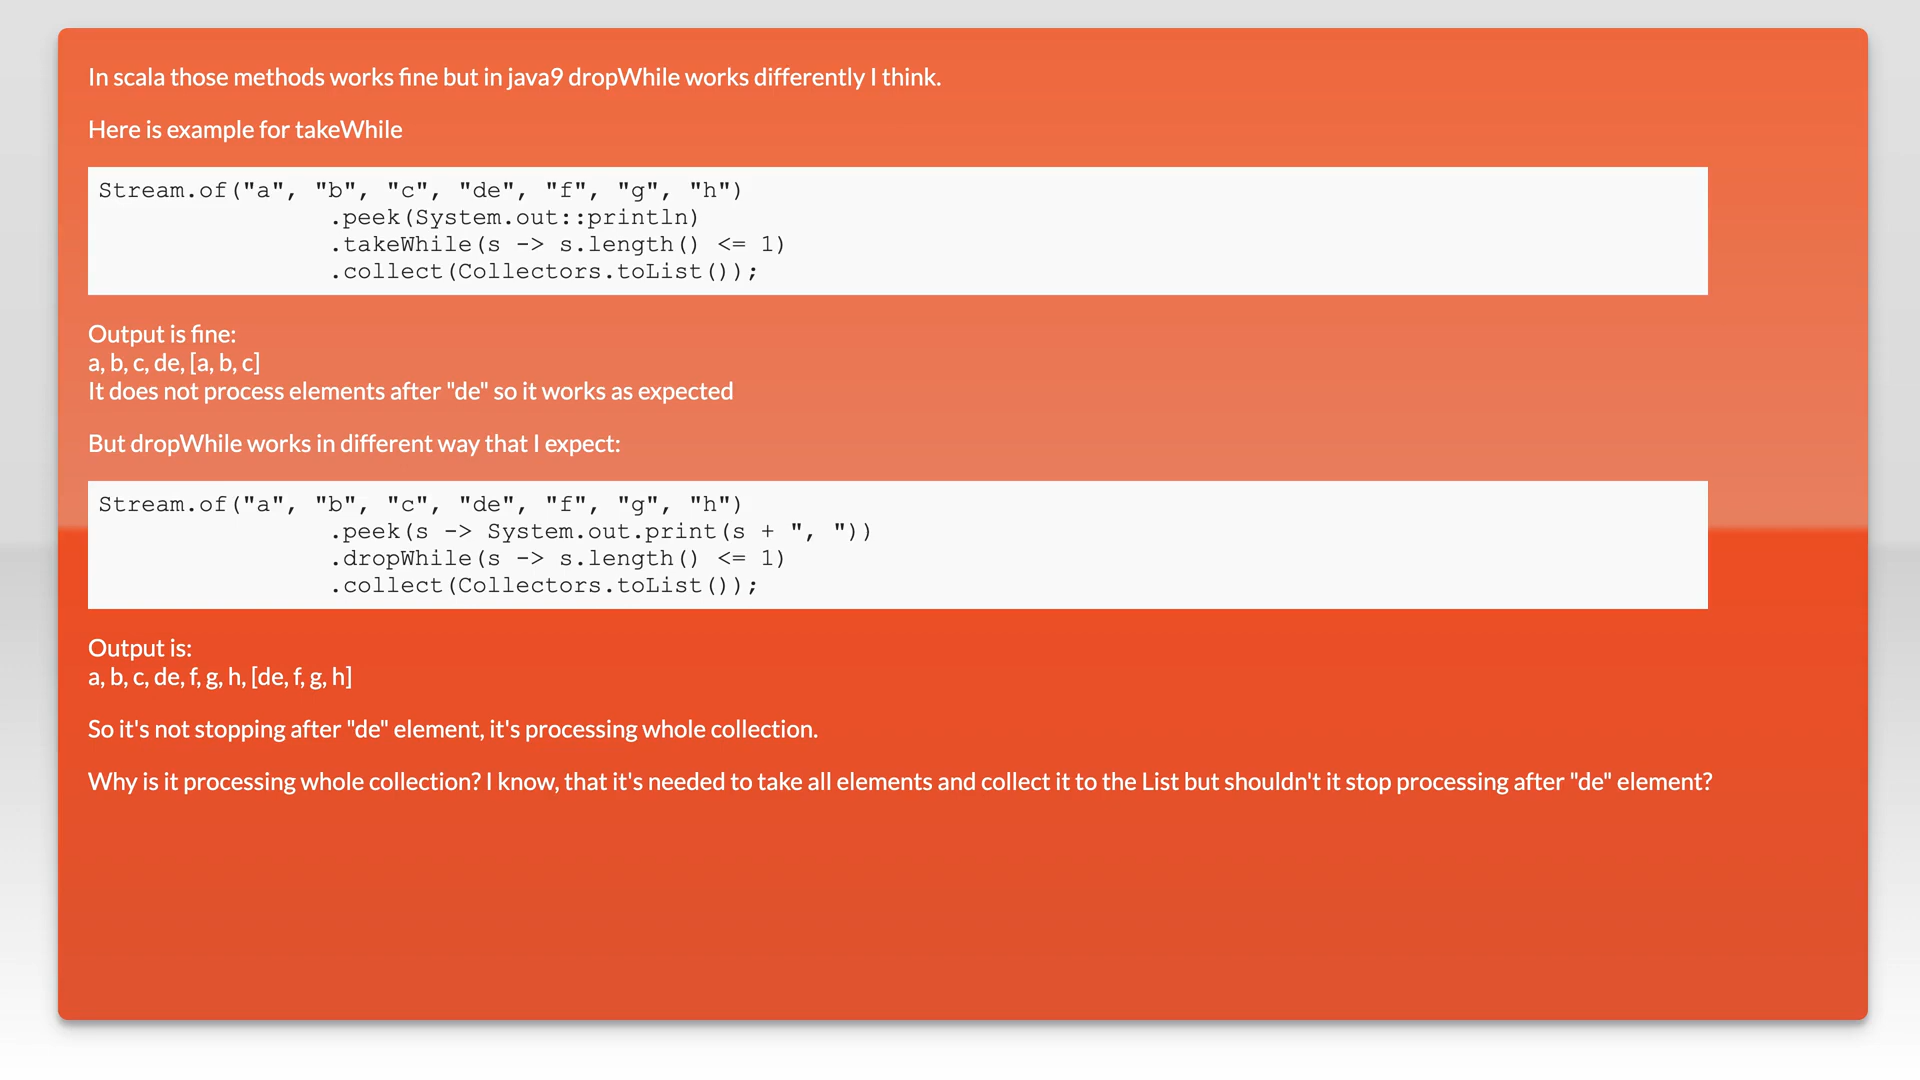 In scala those methods works fine but in java9 dropWhile works differently I think.
Here is example for takeWhile
Stream.of("a", "b", "c", "de", "f", "g", "h")
.peek(System.out::println)
.takeWhile(s -> s.length() <= 1)
.collect(Collectors.toList());
Output is fine:
a, b, c, de, [a, b, c]
It does not process elements after "de" so it works as expected
But dropWhile works in different way that I expect:
Stream.of("a", "b", "c", "de", "f", "g", "h")
.peek(s -> System.out.print(s + ", "))
.dropWhile(s -> s.length() <= 1)
.collect(Collectors.toList());
Output is:
a, b, c, de, f, g, h, [de, f, g, h]
So it's not stopping after "de" element, it's processing whole collection.
Why is it processing whole collection? I know, that it's needed to take all elements and collect it to the List but shouldn't it stop processing after "de" element?